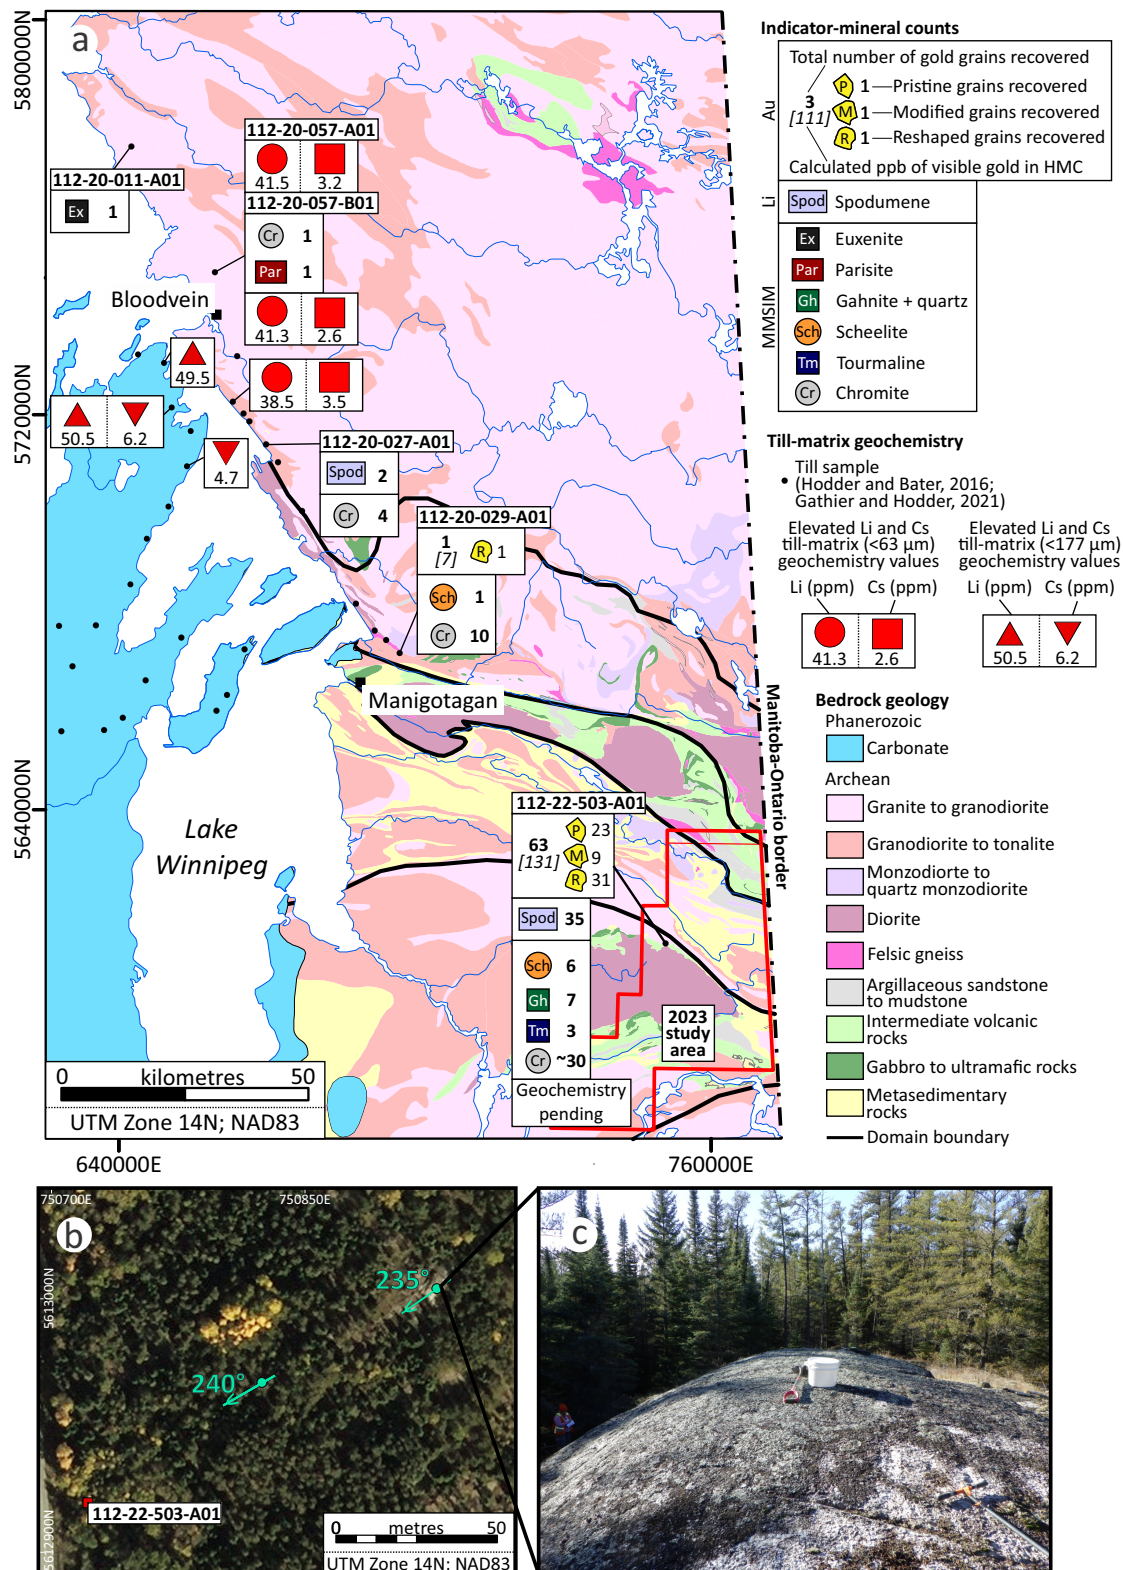 a
5800000N
5720000N
5640000N
112-20-011-A01
Ex 1
112-20-057-A01
41.5 3.2
112-20-057-B01
Cr 1
Par 1
41.3 2.6
Bloodvein
49.5
50.5 6.2
38.5 3.5
4.7
112-20-027-A01
Spod 2
Cr 4
112-20-029-A01
1
[7]
R 1
Sch 1
Cr 10
Manigotagan
Lake
Winnipeg
112-22-503-A01
63
[131]
P 23
M 9
R 31
Spod 35
Sch 6
Gh 7
Tm 3
Cr ~30
Geochemistry
pending
2023
study
area
Manitoba-Ontario border
0 kilometres 50
UTM Zone 14N; NAD83
640000E
760000E
Indicator-mineral counts
Total number of gold grains recovered
Au
3
[111]
P 1 Pristine grains recovered
M 1 Modified grains recovered
R 1 Reshaped grains recovered
Calculated ppb of visible gold in HMC
Li
Spod Spodumene
MMSIM
Ex Euxenite
Par Parisite
Gh Gahnite + quartz
Sch Scheelite
Tm Tourmaline
Cr Chromite
Till-matrix geochemistry
Till sample
(Hodder and Bater, 2016;
Gathier and Hodder, 2021)
Elevated Li and Cs
till-matrix (<63 µm)
geochemistry values
Li (ppm) Cs (ppm)
41.3 2.6
Elevated Li and Cs
till-matrix (<177 µm)
geochemistry values
Li (ppm) Cs (ppm)
50.5 6.2
Bedrock geology
Phanerozoic
Carbonate
Archean
Granite to granodiorite
Granodiorite to tonalite
Monzodiorte to
quartz monzodiorite
Diorite
Felsic gneiss
Argillaceous sandstone
to mudstone
Intermediate volcanic
rocks
Gabbro to ultramafic rocks
Metasedimentary
rocks
Domain boundary
b
750700E
750850E
5613000N
5612900N
235°
240°
112-22-503-A01
0 metres 50
UTM Zone 14N; NAD83
c